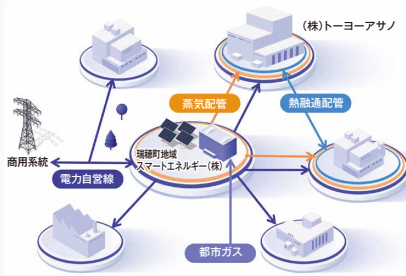 (株)トーヨーアサノ
蒸気配管
熱融通配管
商用系統
瑞穂町地域
スマートエネルギー(株)
電力自営線
都市ガス